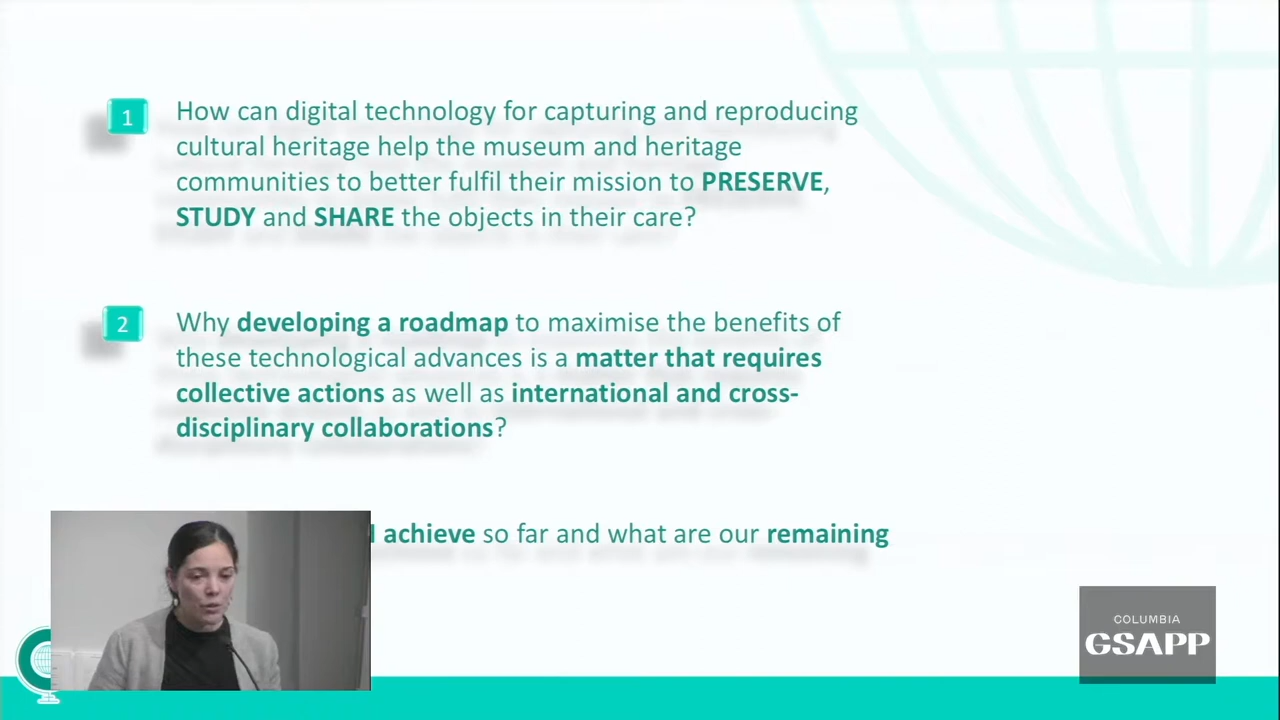 1
How can digital technology for capturing and reproducing
cultural heritage help the museum and heritage
communities to better fulfil their mission to PRESERVE,
STUDY and SHARE the objects in their care?
2
Why developing a roadmap to maximise the benefits of
these technological advances is a matter that requires
collective actions as well as international and cross-
disciplinary collaborations?
achieve so far and what are our remaining
COLUMBIA
GSAPP